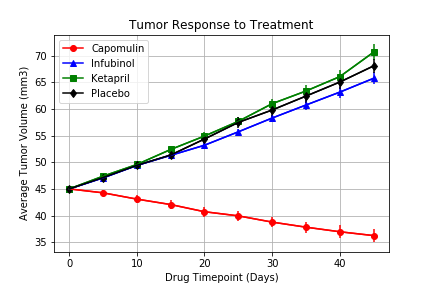 Tumor Response to Treatment
Average Tumor Volume (mm3)
70
65
60
55
50
45
40
35
Capomulin
Infubinol
Ketapril
Placebo
0
10
20
30
40
Drug Timepoint (Days)